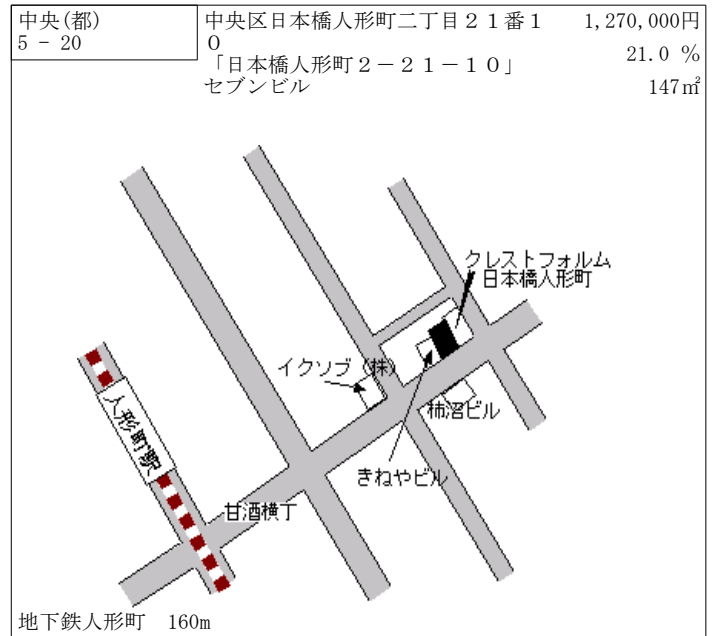 中央(都)
5 - 20
中央区日本橋人形町二丁目２１番１
０
「日本橋人形町２－２１－１０」
セブンビル
1,270,000円
21.0 %
147㎡
クレストフォルム
日本橋人形町
イクソブ（株）
柿沼ビル
人形町駅
きねやビル
甘酒横丁
地下鉄人形町　160m